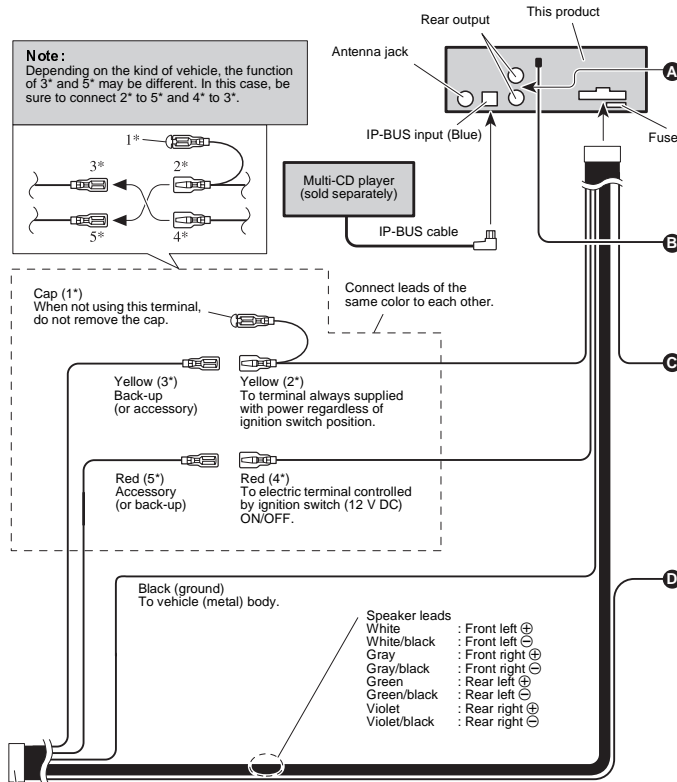 Note:
Depending on the kind of vehicle, the function
of 3* and 5* may be different. In this case, be
sure to connect 2* to 5* and 4* to 3*.
1*
3*
2*
5*
4*
Rear output
This product
Antenna jack
A
IP-BUS input (Blue)
Fuse
Multi-CD player
(sold separately)
IP-BUS cable
B
Cap (1*)
When not using this terminal,
do not remove the cap.
Connect leads of the
same color to each other.
C
Yellow (3*)
Back-up
(or accessory)
Yellow (2*)
To terminal always supplied
with power regardless of
ignition switch position.
Red (5*)
Accessory
(or back-up)
Red (4*)
To electric terminal controlled
by ignition switch (12 V DC)
ON/OFF.
Black (ground)
To vehicle (metal) body.
D
Speaker leads
White : Front left ⊕
White/black : Front left ⊖
Gray : Front right ⊕
Gray/black : Front right ⊖
Green : Rear left ⊕
Green/black : Rear left ⊖
Violet : Rear right ⊕
Violet/black : Rear right ⊖